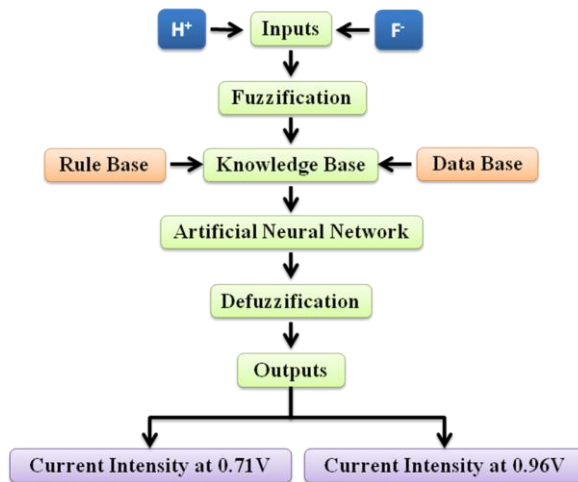 H⁺
Inputs
F⁻
Fuzzification
Rule Base
Knowledge Base
Data Base
Artificial Neural Network
Defuzzification
Outputs
Current Intensity at 0.71V
Current Intensity at 0.96V